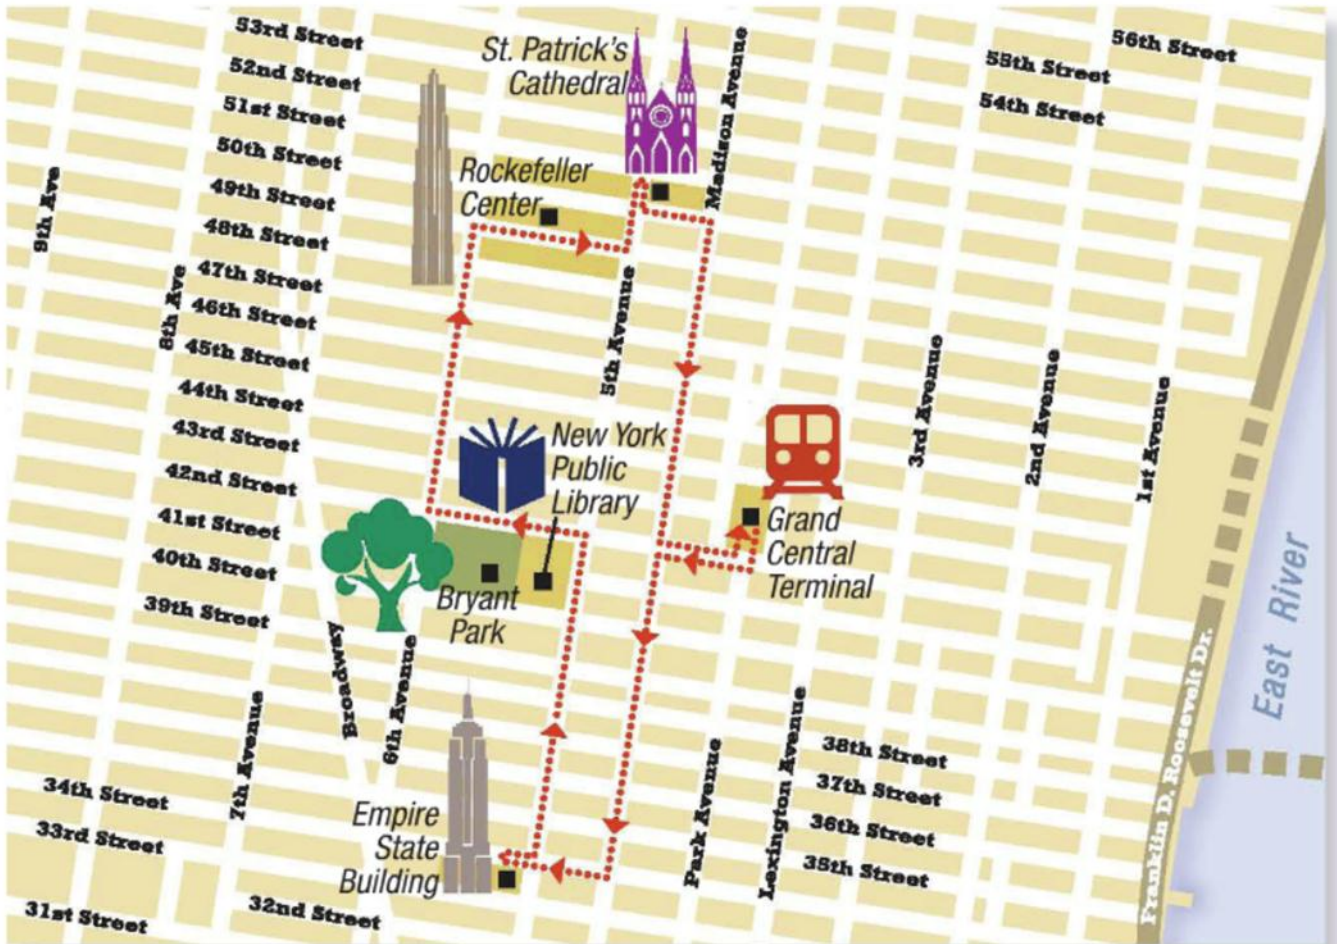 53rd Street
52nd Street
51st Street
50th Street
49th Street
48th Street
47th Street
46th Street
45th Street
44th Street
43rd Street
42nd Street
41st Street
40th Street
39th Street
34th Street
33rd Street
32nd Street
31st Street
56th Street
55th Street
54th Street
38th Street
37th Street
36th Street
35th Street
9th Ave
8th Ave
7th Avenue
Broadway
6th Avenue
5th Avenue
Madison Avenue
Park Avenue
Lexington Avenue
3rd Avenue
2nd Avenue
1st Avenue
Franklin D. Roosevelt Dr.
East River
St. Patrick's
Cathedral
Rockefeller
Center
New York
Public
Library
Grand
Central
Terminal
Bryant
Park
Empire
State
Building